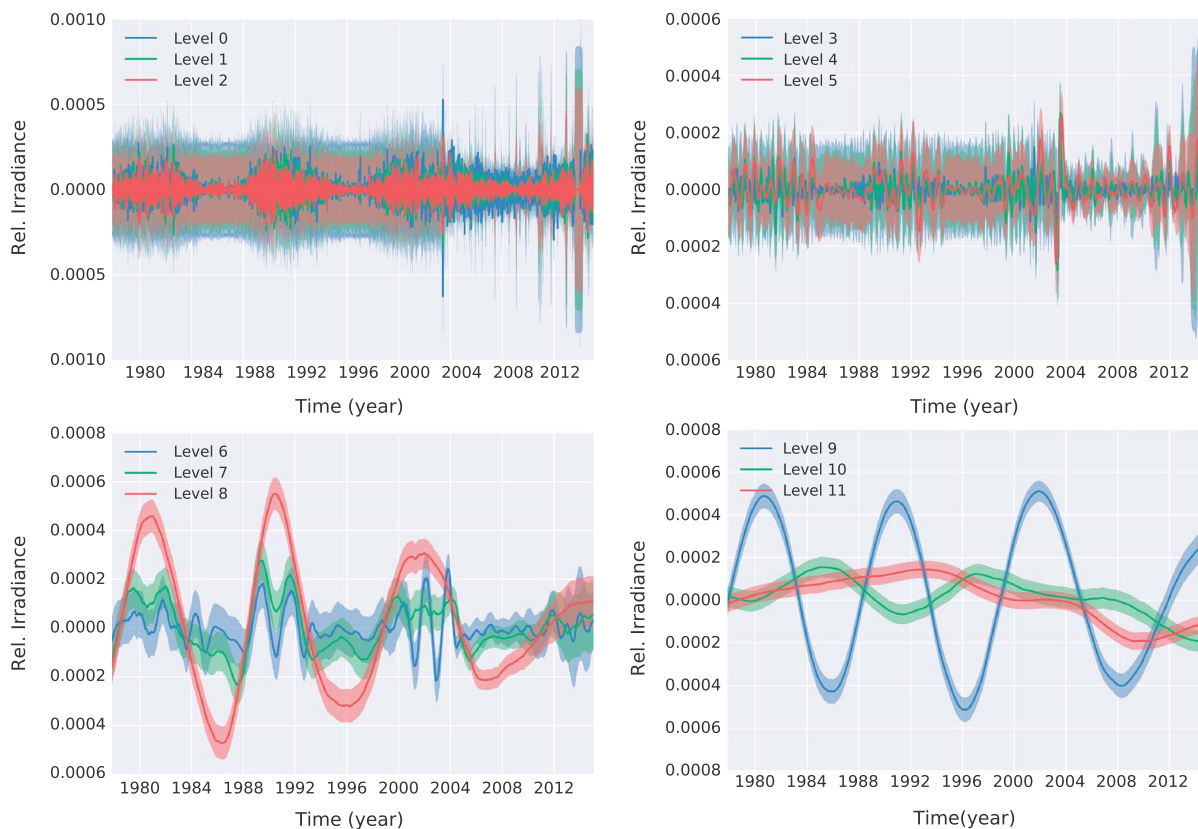 0.0010
0.0005
0.0000
0.0005
0.0010
Rel. Irradiance
Level 0
Level 1
Level 2
1980 1984 1988 1992 1996 2000 2004 2008 2012
Time (year)
0.0006
0.0004
0.0002
0.0000
0.0002
0.0004
0.0006
Rel. Irradiance
Level 3
Level 4
Level 5
1980 1984 1988 1992 1996 2000 2004 2008 2012
Time (year)
0.0008
0.0006
0.0004
0.0002
0.0000
0.0002
0.0004
0.0006
Rel. Irradiance
Level 6
Level 7
Level 8
1980 1984 1988 1992 1996 2000 2004 2008 2012
Time (year)
0.0008
0.0006
0.0004
0.0002
0.0000
0.0002
0.0004
0.0006
0.0008
Rel. Irradiance
Level 9
Level 10
Level 11
1980 1984 1988 1992 1996 2000 2004 2008 2012
Time(year)